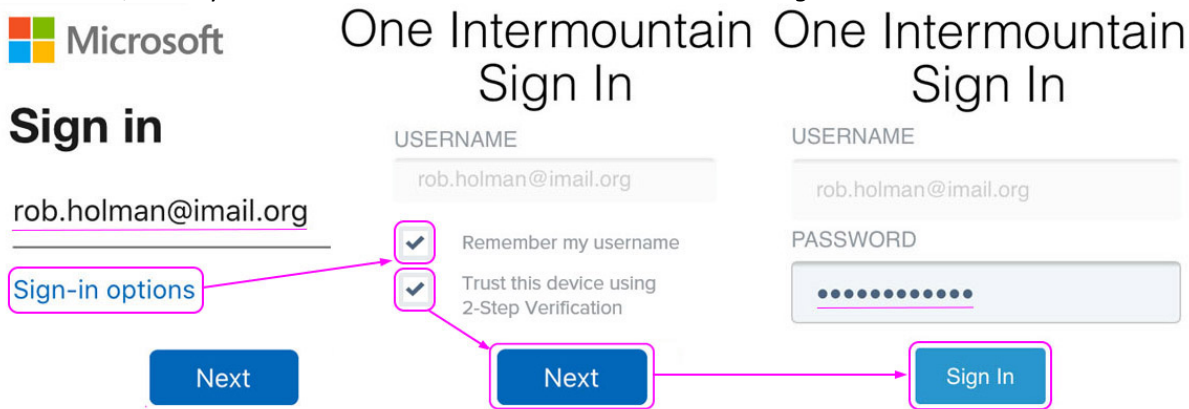 Microsoft
Sign in
rob.holman@imail.org
Sign-in options
Next
One Intermountain
Sign In
USERNAME
rob.holman@imail.org
Remember my username
Trust this device using
2-Step Verification
Next
One Intermountain
Sign In
USERNAME
rob.holman@imail.org
PASSWORD
••••••••••••
Sign In